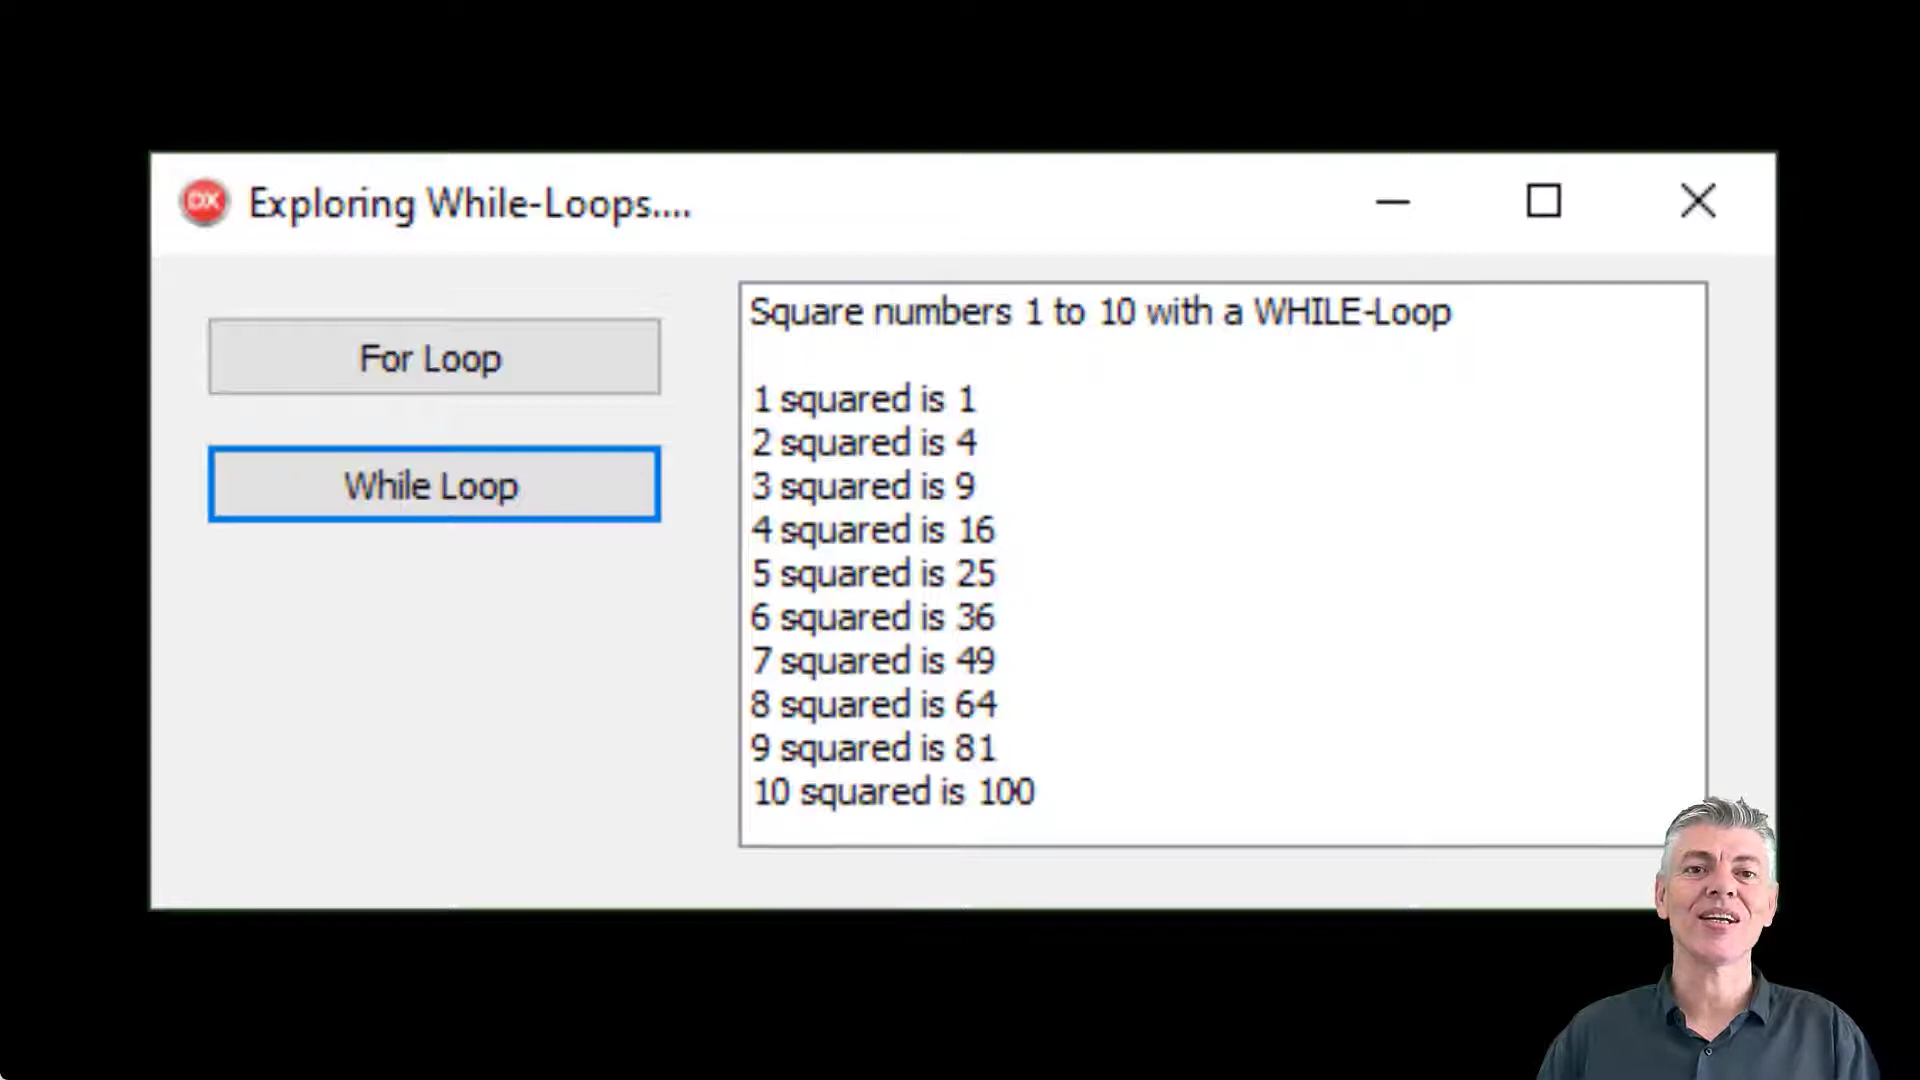 DX Exploring While-Loops....
For Loop
While Loop
Square numbers 1 to 10 with a WHILE-Loop
1 squared is 1
2 squared is 4
3 squared is 9
4 squared is 16
5 squared is 25
6 squared is 36
7 squared is 49
8 squared is 64
9 squared is 81
10 squared is 100